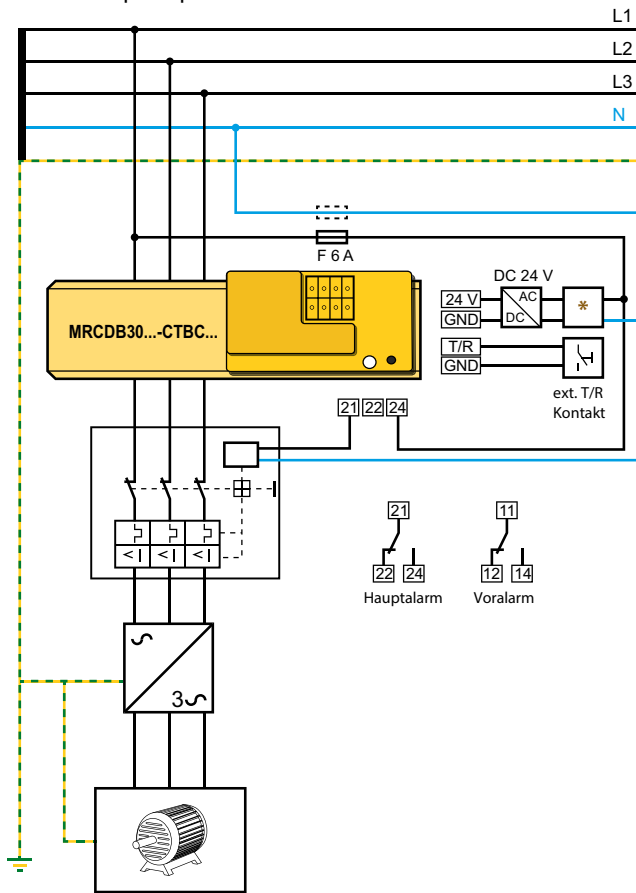 L1
L2
L3
N
F 6 A
MRCDB30...-CTBC...
DC 24 V
24 V
AC
DC
*
GND
T/R
GND
ext. T/R
Kontakt
21 22 24
< I < I < I
21
22 24
Hauptalarm
11
12 14
Voralarm
3